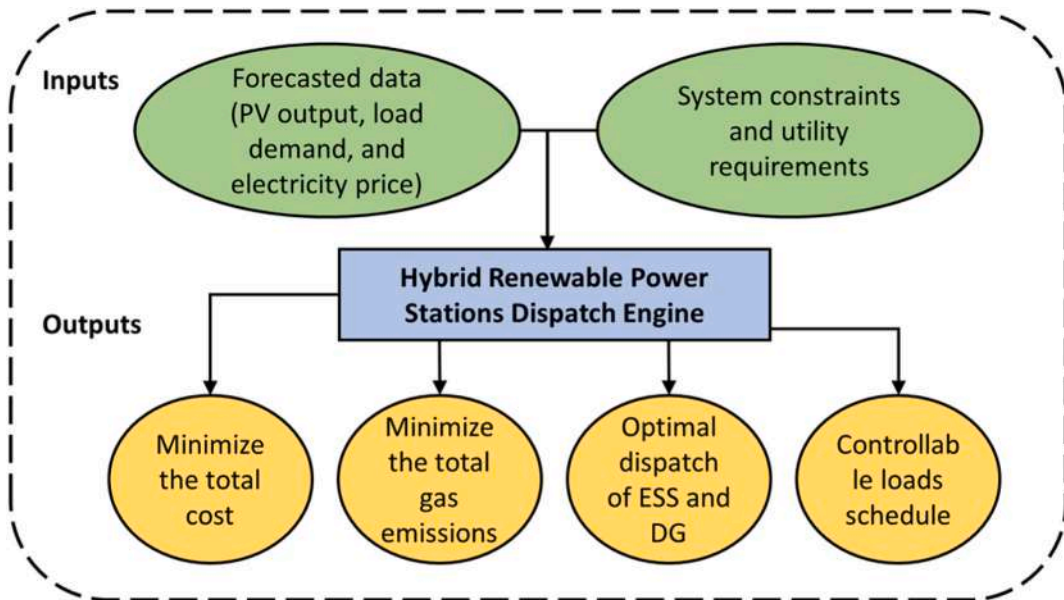 Inputs
Forecasted data
(PV output, load
demand, and
electricity price)
System constraints
and utility
requirements
Hybrid Renewable Power
Stations Dispatch Engine
Outputs
Minimize
the total
cost
Minimize
the total
gas
emissions
Optimal
dispatch
of ESS and
DG
Controllab
le loads
schedule